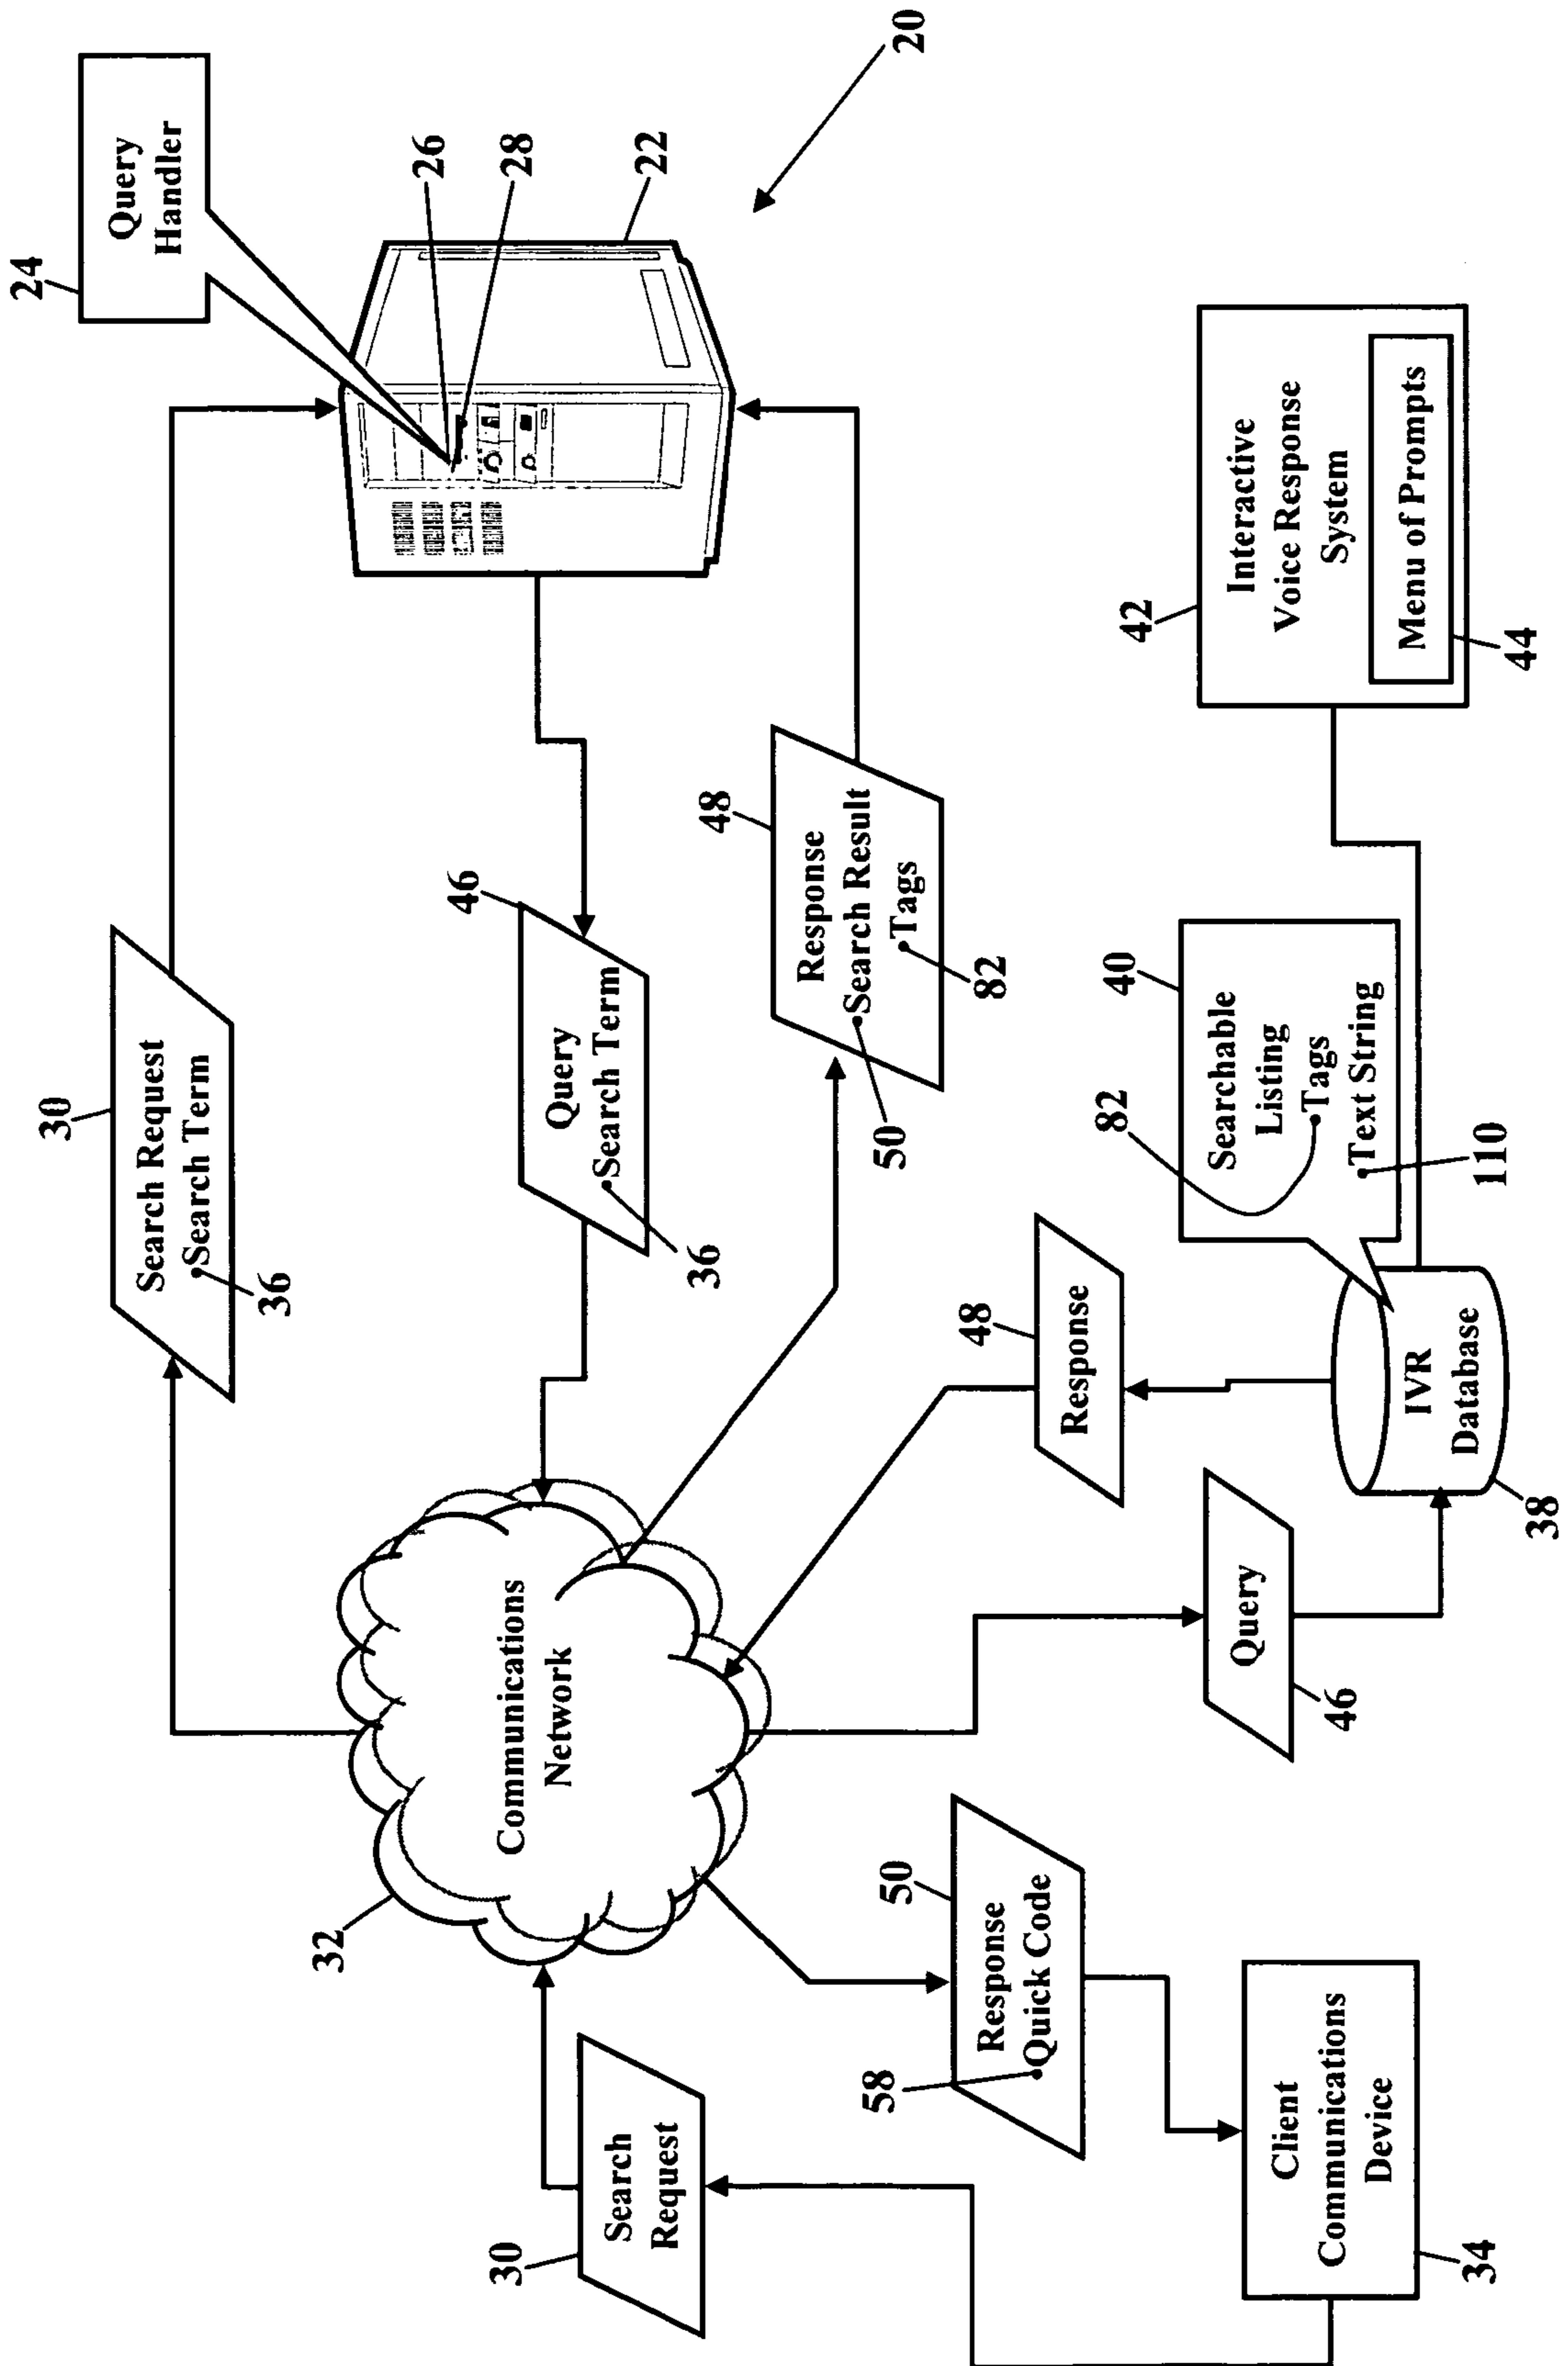 24
Query
Handler
20
26
28
22
30
Search Request
•Search Term
36
46
Query
•Search Term
36
48
Response
•Search Result
•Tags
50
82
32
Communications
Network
42
Interactive
Voice Response
System
Menu of Prompts
44
40
82
Searchable
Listing
•Tags
•Text String
110
48
Response
IVR
Database
38
Query
46
50
Response
•Quick Code
58
30
Search
Request
Client
Communications
Device
34